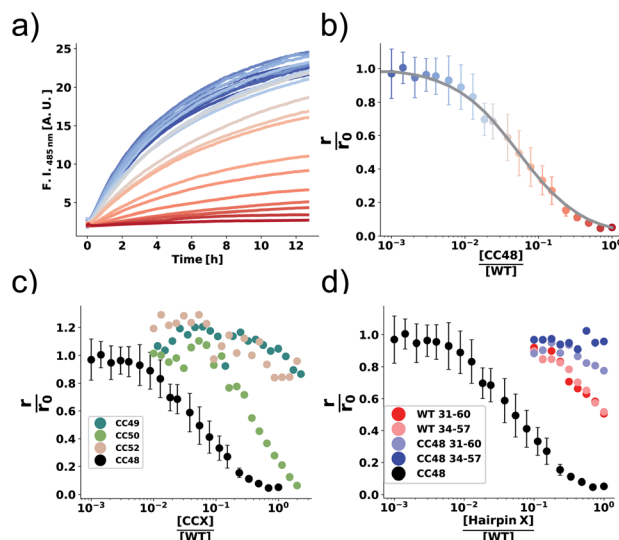 a)
F. I. 485 nm [A. U.]
25
20
15
10
5
0 2 4 6 8 10 12
Time [h]
b)
r
r0
1.0
0.8
0.6
0.4
0.2
0.0
10−3 10−2 10−1 100
[CC48]
[WT]
c)
r
r0
1.2
1.0
0.8
0.6
0.4
0.2
0.0
CC49
CC50
CC52
CC48
10−3 10−2 10−1 100
[CCX]
[WT]
d)
r
r0
1.0
0.8
0.6
0.4
0.2
0.0
WT 31-60
WT 34-57
CC48 31-60
CC48 34-57
CC48
10−3 10−2 10−1 100
[Hairpin X]
[WT]